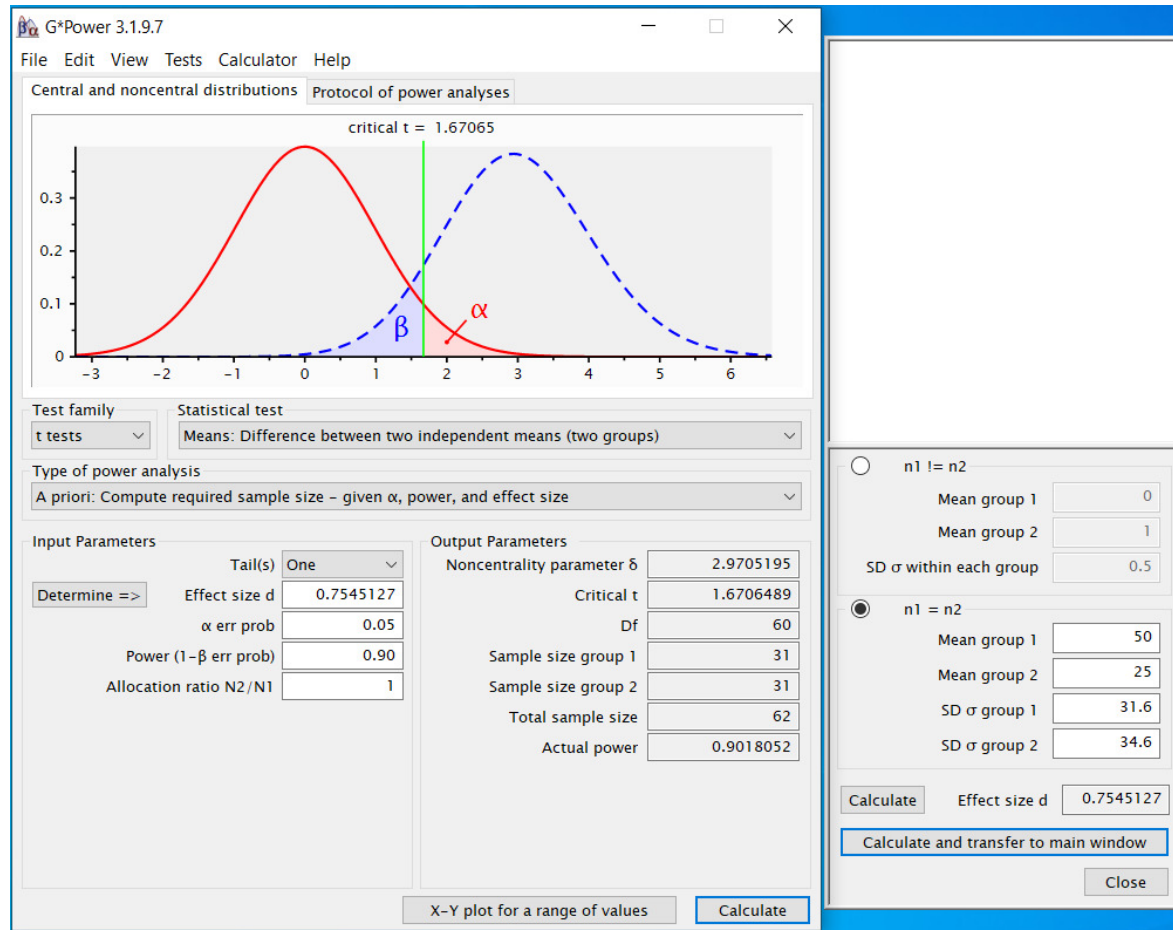 G*Power 3.1.9.7
File Edit View Tests Calculator Help
Central and noncentral distributions Protocol of power analyses
critical t = 1.67065
0.3
0.2
0.1
0
β
α
-3 -2 -1 0 1 2 3 4 5 6
Test family Statistical test
t tests Means: Difference between two independent means (two groups)
Type of power analysis
A priori: Compute required sample size - given α, power, and effect size
Input Parameters
Tail(s) One
Determine => Effect size d 0.7545127
α err prob 0.05
Power (1-β err prob) 0.90
Allocation ratio N2/N1 1
Output Parameters
Noncentrality parameter δ 2.9705195
Critical t 1.6706489
Df 60
Sample size group 1 31
Sample size group 2 31
Total sample size 62
Actual power 0.9018052
X-Y plot for a range of values Calculate
n1 != n2
Mean group 1 0
Mean group 2 1
SD σ within each group 0.5
n1 = n2
Mean group 1 50
Mean group 2 25
SD σ group 1 31.6
SD σ group 2 34.6
Calculate Effect size d 0.7545127
Calculate and transfer to main window
Close